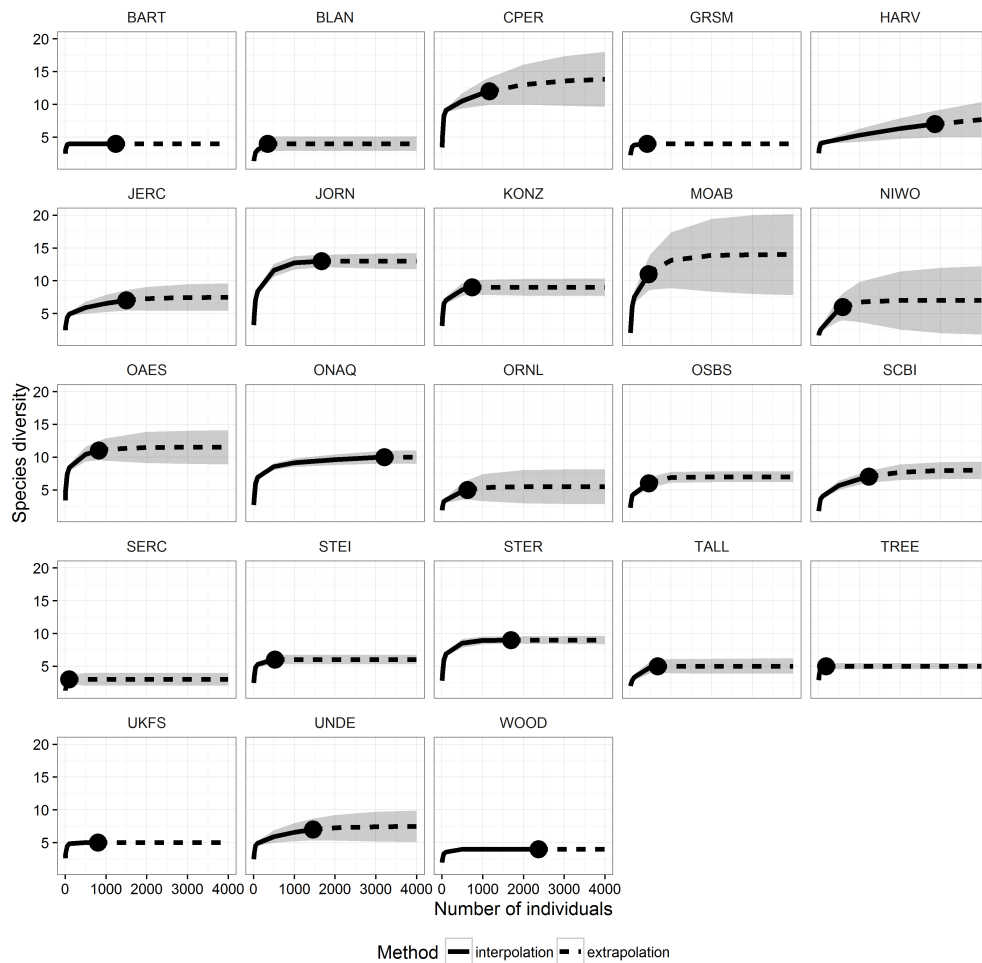 BART BLAN CPER GRSM HARV
20
15
10
5
JERC JORN KONZ MOAB NIWO
20
15
10
5
OAES ONAQ ORNL OSBS SCBI
20
15
10
5
Species diversity
SERC STEI STER TALL TREE
20
15
10
5
UKFS UNDE WOOD
20
15
10
5
0 1000 2000 3000 4000 0 1000 2000 3000 4000 0 1000 2000 3000 4000
Number of individuals
Method interpolation extrapolation